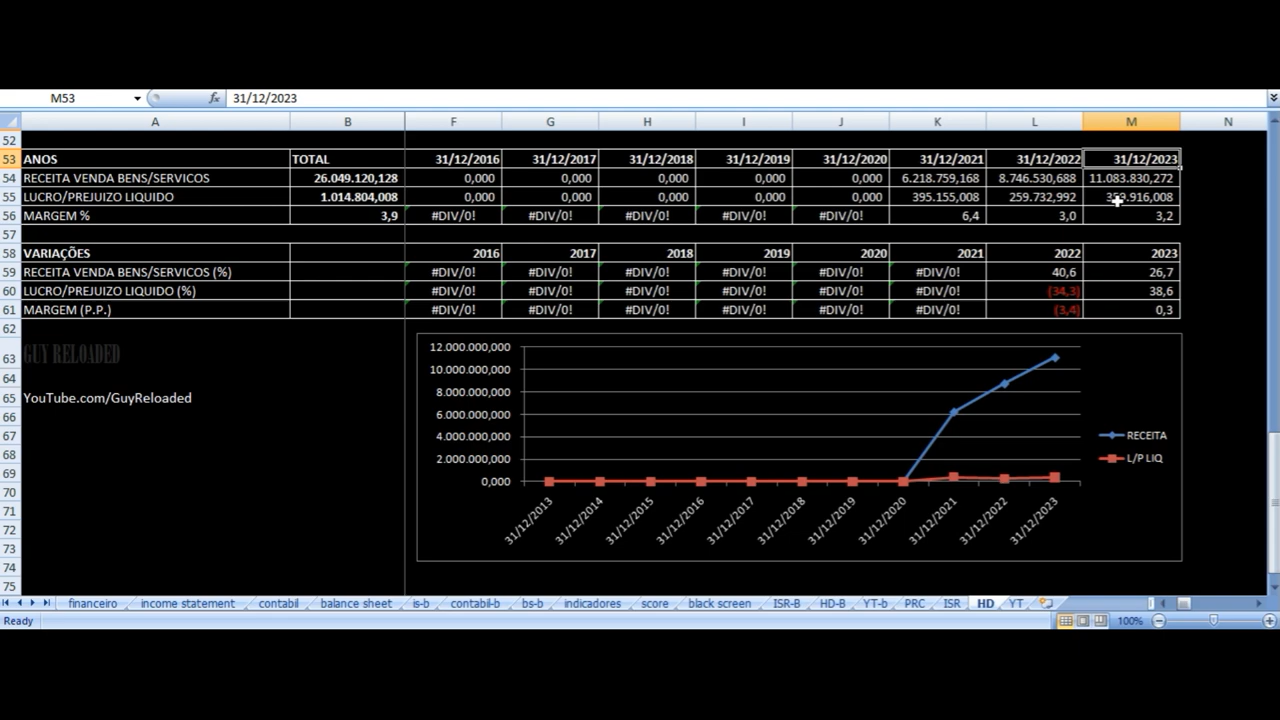 M53 fx 31/12/2023
A B F G H I J K L M N
52
53 ANOS TOTAL 31/12/2016 31/12/2017 31/12/2018 31/12/2019 31/12/2020 31/12/2021 31/12/2022 31/12/2023
54 RECEITA VENDA BENS/SERVICOS 26.049.120,128 0,000 0,000 0,000 0,000 0,000 6.218.759,168 8.746.530,688 11.083.830,272
55 LUCRO/PREJUIZO LIQUIDO 1.014.804,008 0,000 0,000 0,000 0,000 0,000 395.155,008 259.732,992 359.916,008
56 MARGEM % 3,9 #DIV/0! #DIV/0! #DIV/0! #DIV/0! #DIV/0! 6,4 3,0 3,2
57
58 VARIAÇÕES 2016 2017 2018 2019 2020 2021 2022 2023
59 RECEITA VENDA BENS/SERVICOS (%) #DIV/0! #DIV/0! #DIV/0! #DIV/0! #DIV/0! #DIV/0! 40,6 26,7
60 LUCRO/PREJUIZO LIQUIDO (%) #DIV/0! #DIV/0! #DIV/0! #DIV/0! #DIV/0! #DIV/0! (34,3) 38,6
61 MARGEM (P.P.) #DIV/0! #DIV/0! #DIV/0! #DIV/0! #DIV/0! #DIV/0! (3,4) 0,3
62
63 GUY RELOADED
64
65 YouTube.com/GuyReloaded
66
67
68
69
70
71
72
73
74
75
12.000.000,000
10.000.000,000
8.000.000,000
6.000.000,000
4.000.000,000
2.000.000,000
0,000
31/12/2013 31/12/2014 31/12/2015 31/12/2016 31/12/2017 31/12/2018 31/12/2019 31/12/2020 31/12/2021 31/12/2022 31/12/2023
RECEITA
L/P LIQ
financeiro income statement contabil balance sheet is-b contabil-b bs-b indicadores score black screen ISR-B HD-B YT-b PRC ISR HD YT
Ready 100%